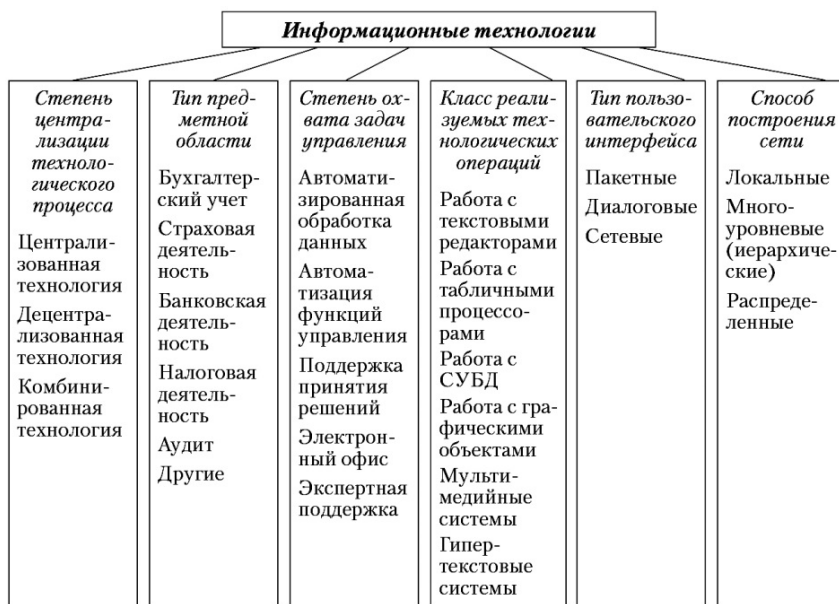 Информационные технологии
Степень
центра-
лизации
техноло-
гического
процесса
Централи-
зованная
технология
Децентра-
лизованная
технология
Комбини-
рованная
технология
Тип пред-
метной
области
Бухгалтер-
ский учет
Страховая
деятель-
ность
Банковская
деятель-
ность
Налоговая
деятель-
ность
Аудит
Другие
Степень ох-
вата задач
управления
Автомати-
зированная
обработка
данных
Автома-
тизация
функций
управления
Поддержка
принятия
решений
Электрон-
ный офис
Экспертная
поддержка
Класс реали-
зуемых тех-
нологических
операций
Работа с
текстовыми
редакторами
Работа с
табличными
процессо-
рами
Работа с
СУБД
Работа с гра-
фическими
объектами
Мульти-
медийные
системы
Гипер-
текстовые
системы
Тип пользо-
вательского
интерфейса
Пакетные
Диалоговые
Сетевые
Способ
построения
сети
Локальные
Много-
уровневые
(иерархиче-
ские)
Распреде-
ленные